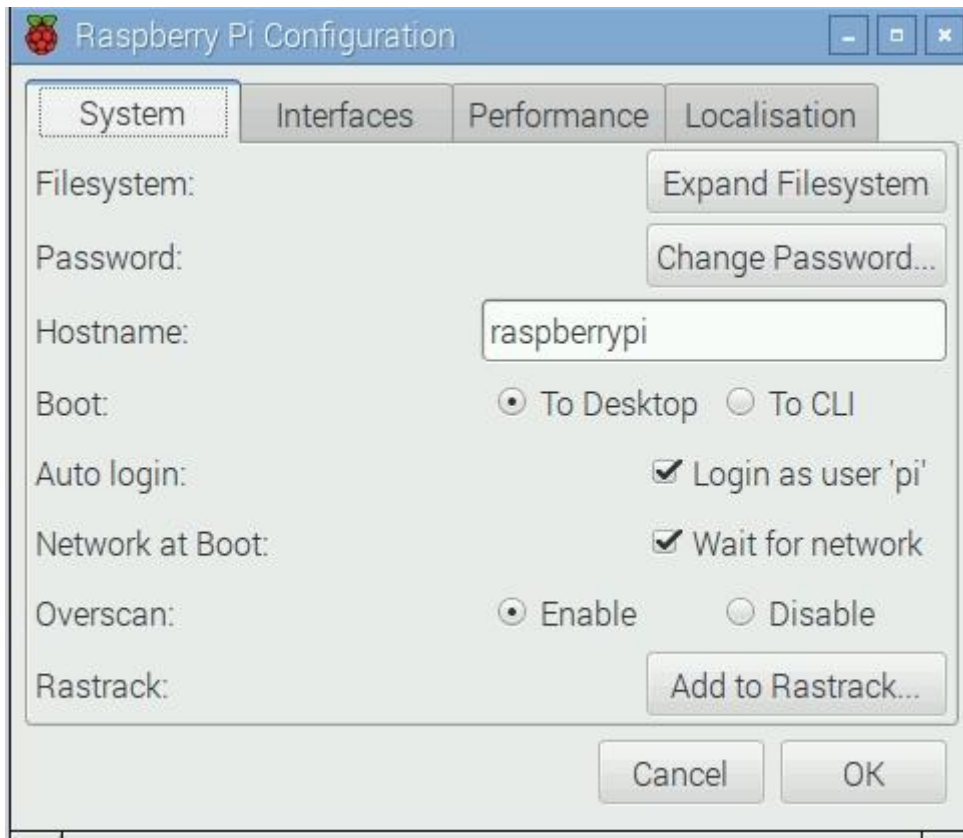 Raspberry Pi Configuration
System Interfaces Performance Localisation
Filesystem: Expand Filesystem
Password: Change Password...
Hostname: raspberrypi
Boot: To Desktop To CLI
Auto login: Login as user 'pi'
Network at Boot: Wait for network
Overscan: Enable Disable
Rastrack: Add to Rastrack...
Cancel OK